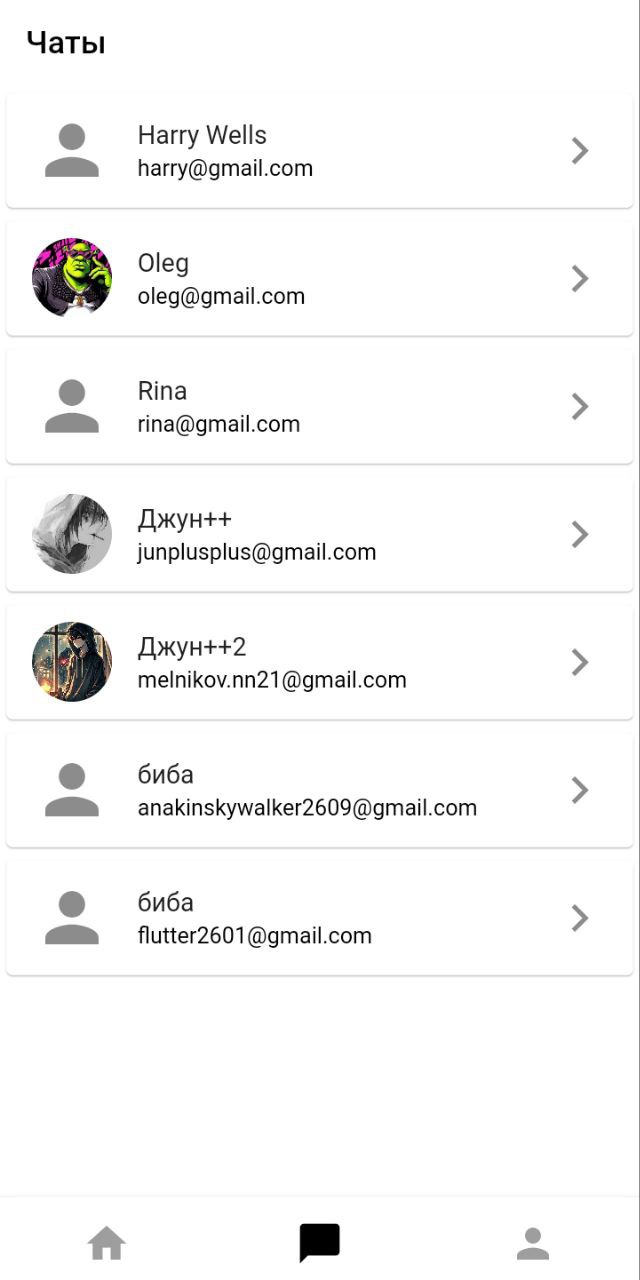 Чаты
Harry Wells
harry@gmail.com
Oleg
oleg@gmail.com
Rina
rina@gmail.com
Джун++
junplusplus@gmail.com
Джун++2
melnikov.nn21@gmail.com
биба
anakinskywalker2609@gmail.com
биба
flutter2601@gmail.com